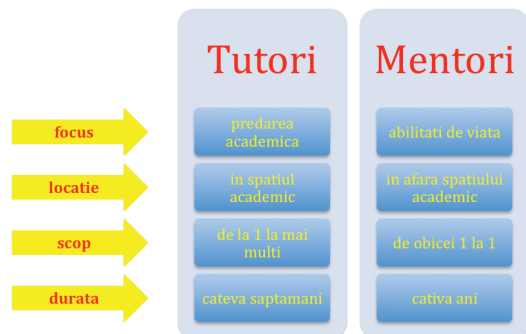 Tutori Mentori
focus
predarea
academica
abilitati de viata
locatie
in spatiul
academic
in afara spatiului
academic
scop
de la 1 la mai
multi
de obicei 1 la 1
durata
cateva saptamani
cativa ani